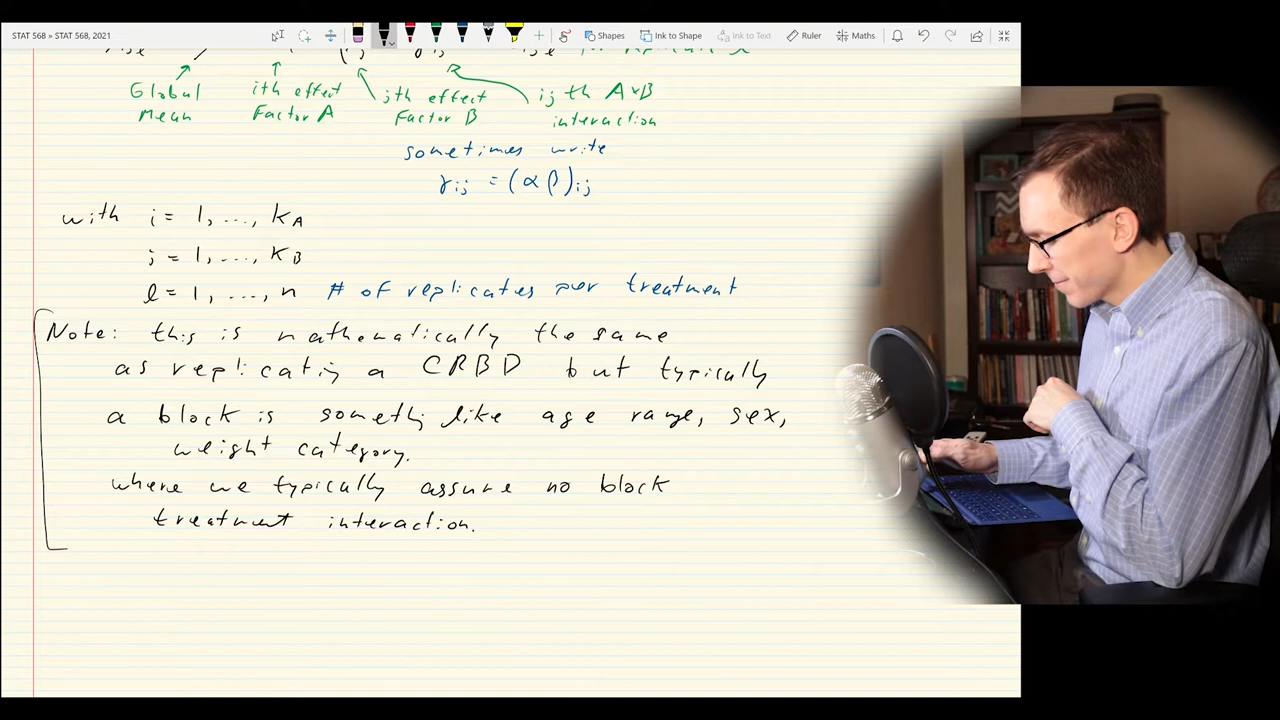 STAT 568 » STAT 568, 2021
Shapes
Ink to Shape
Ink to Text
Ruler
Maths
Global Mean
ith effect Factor A
jth effect Factor B
ij th A×B interaction
sometimes write
γij = (αβ)ij
with i = 1, ..., KA
j = 1, ..., KB
l = 1, ..., n # of replicates per treatment
Note: this is mathematically the same
as replicating a CRBD but typically
a block is something like age range, sex,
weight category.
where we typically assume no block
treatment interaction.